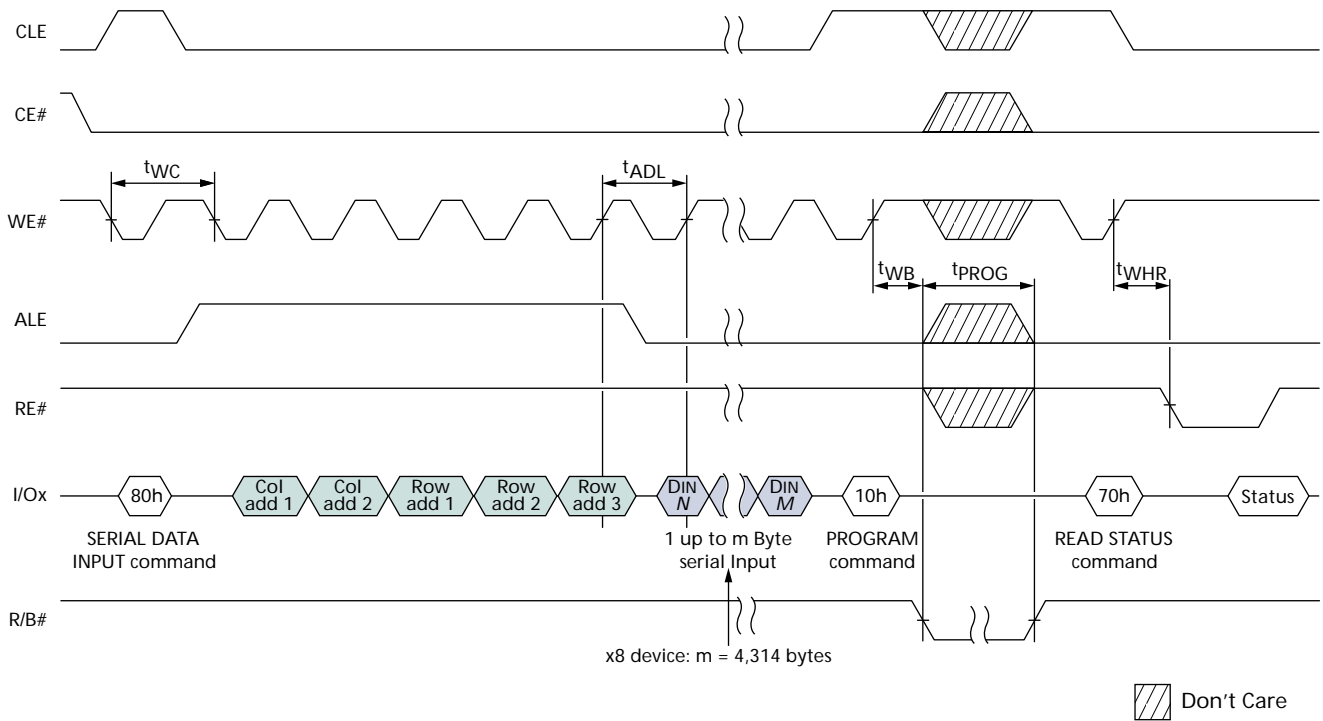 CLE
CE#
tWC
tADL
WE#
tWB
tPROG
tWHR
ALE
RE#
I/Ox
80h
Col
add 1
Col
add 2
Row
add 1
Row
add 2
Row
add 3
DIN
N
DIN
M
10h
70h
Status
SERIAL DATA
INPUT command
1 up to m Byte
serial Input
PROGRAM
command
READ STATUS
command
R/B#
x8 device: m = 4,314 bytes
Don't Care